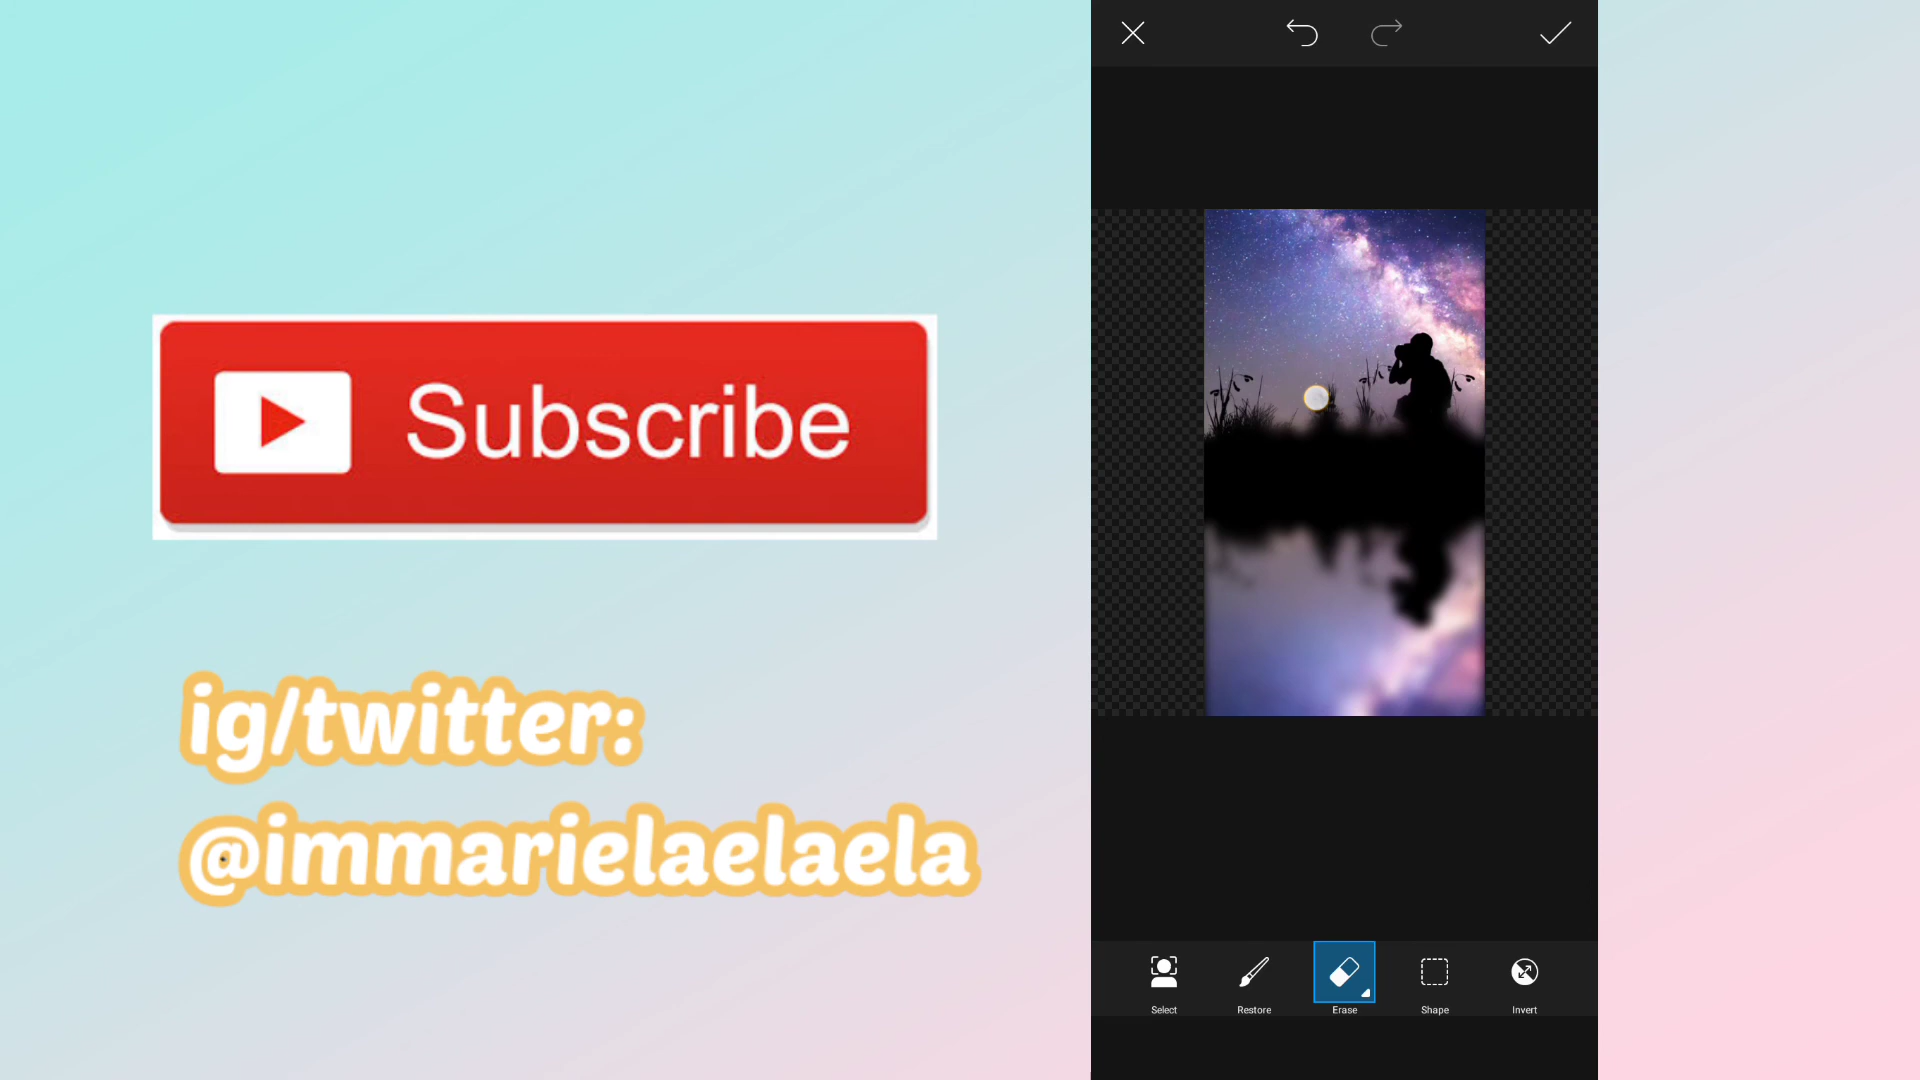 Subscribe
ig/twitter:
@immarielaelaela
Select
Restore
Erase
Shape
Invert